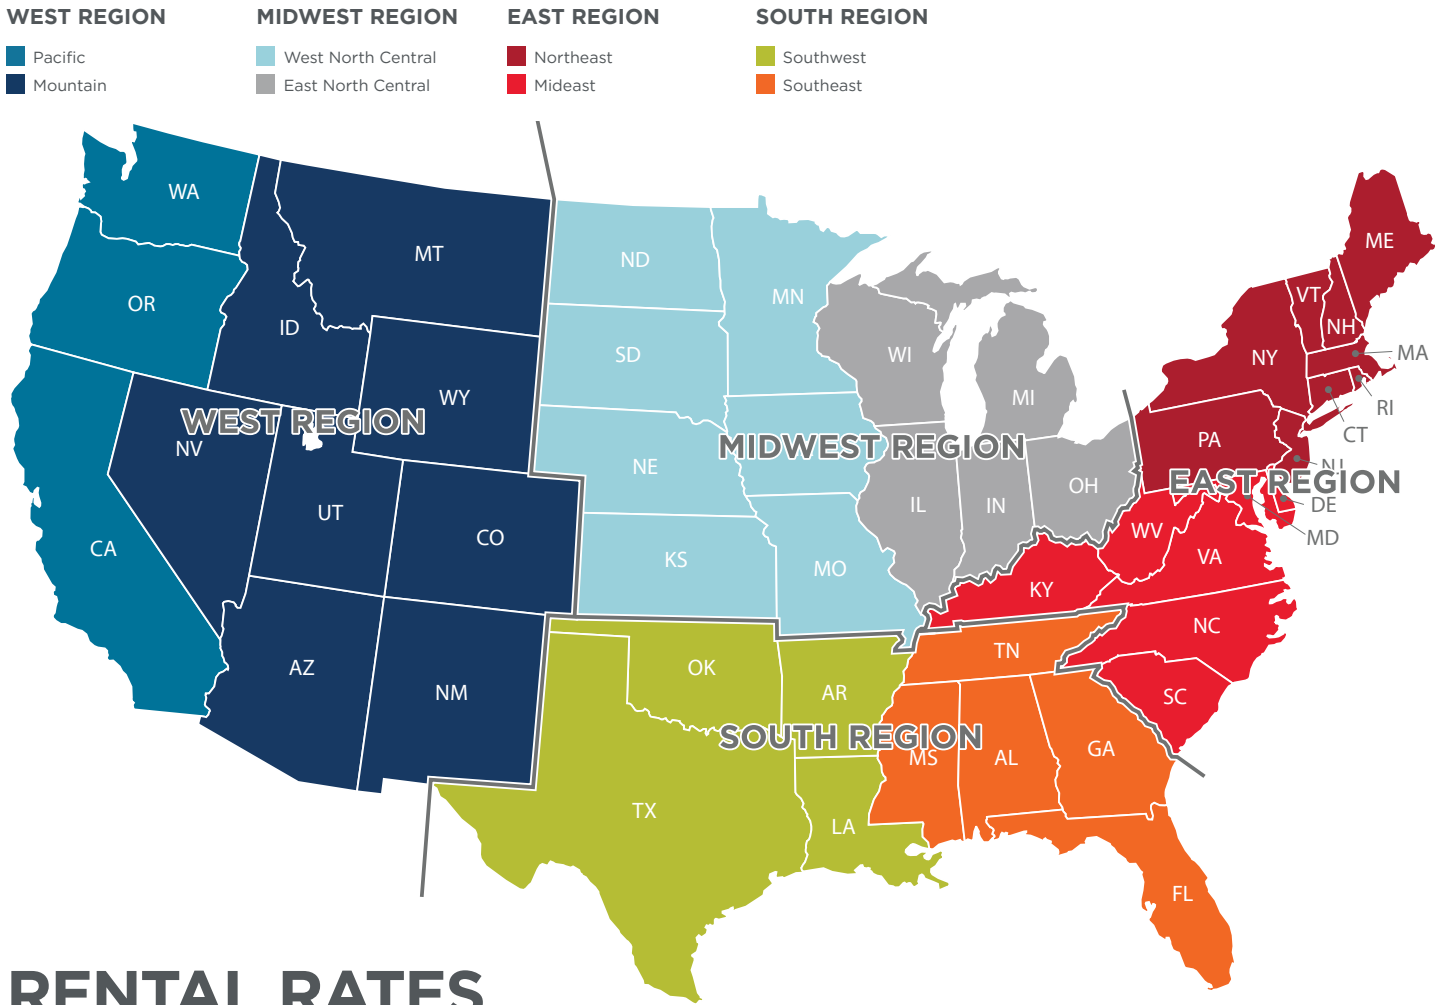 WEST REGION
Pacific
Mountain
MIDWEST REGION
West North Central
East North Central
EAST REGION
Northeast
Mideast
SOUTH REGION
Southwest
Southeast
WA
OR
CA
MT
ID
WY
NV
UT
CO
AZ
NM
WEST REGION
ND
SD
NE
KS
MN
MO
WI
MI
IL
IN
OH
MIDWEST REGION
ME
VT
NH
NY
MA
RI
CT
PA
NJ
EAST REGION
DE
MD
WV
VA
KY
NC
SC
OK
AR
TX
LA
SOUTH REGION
TN
MS
AL
GA
FL
RENTAL RATES